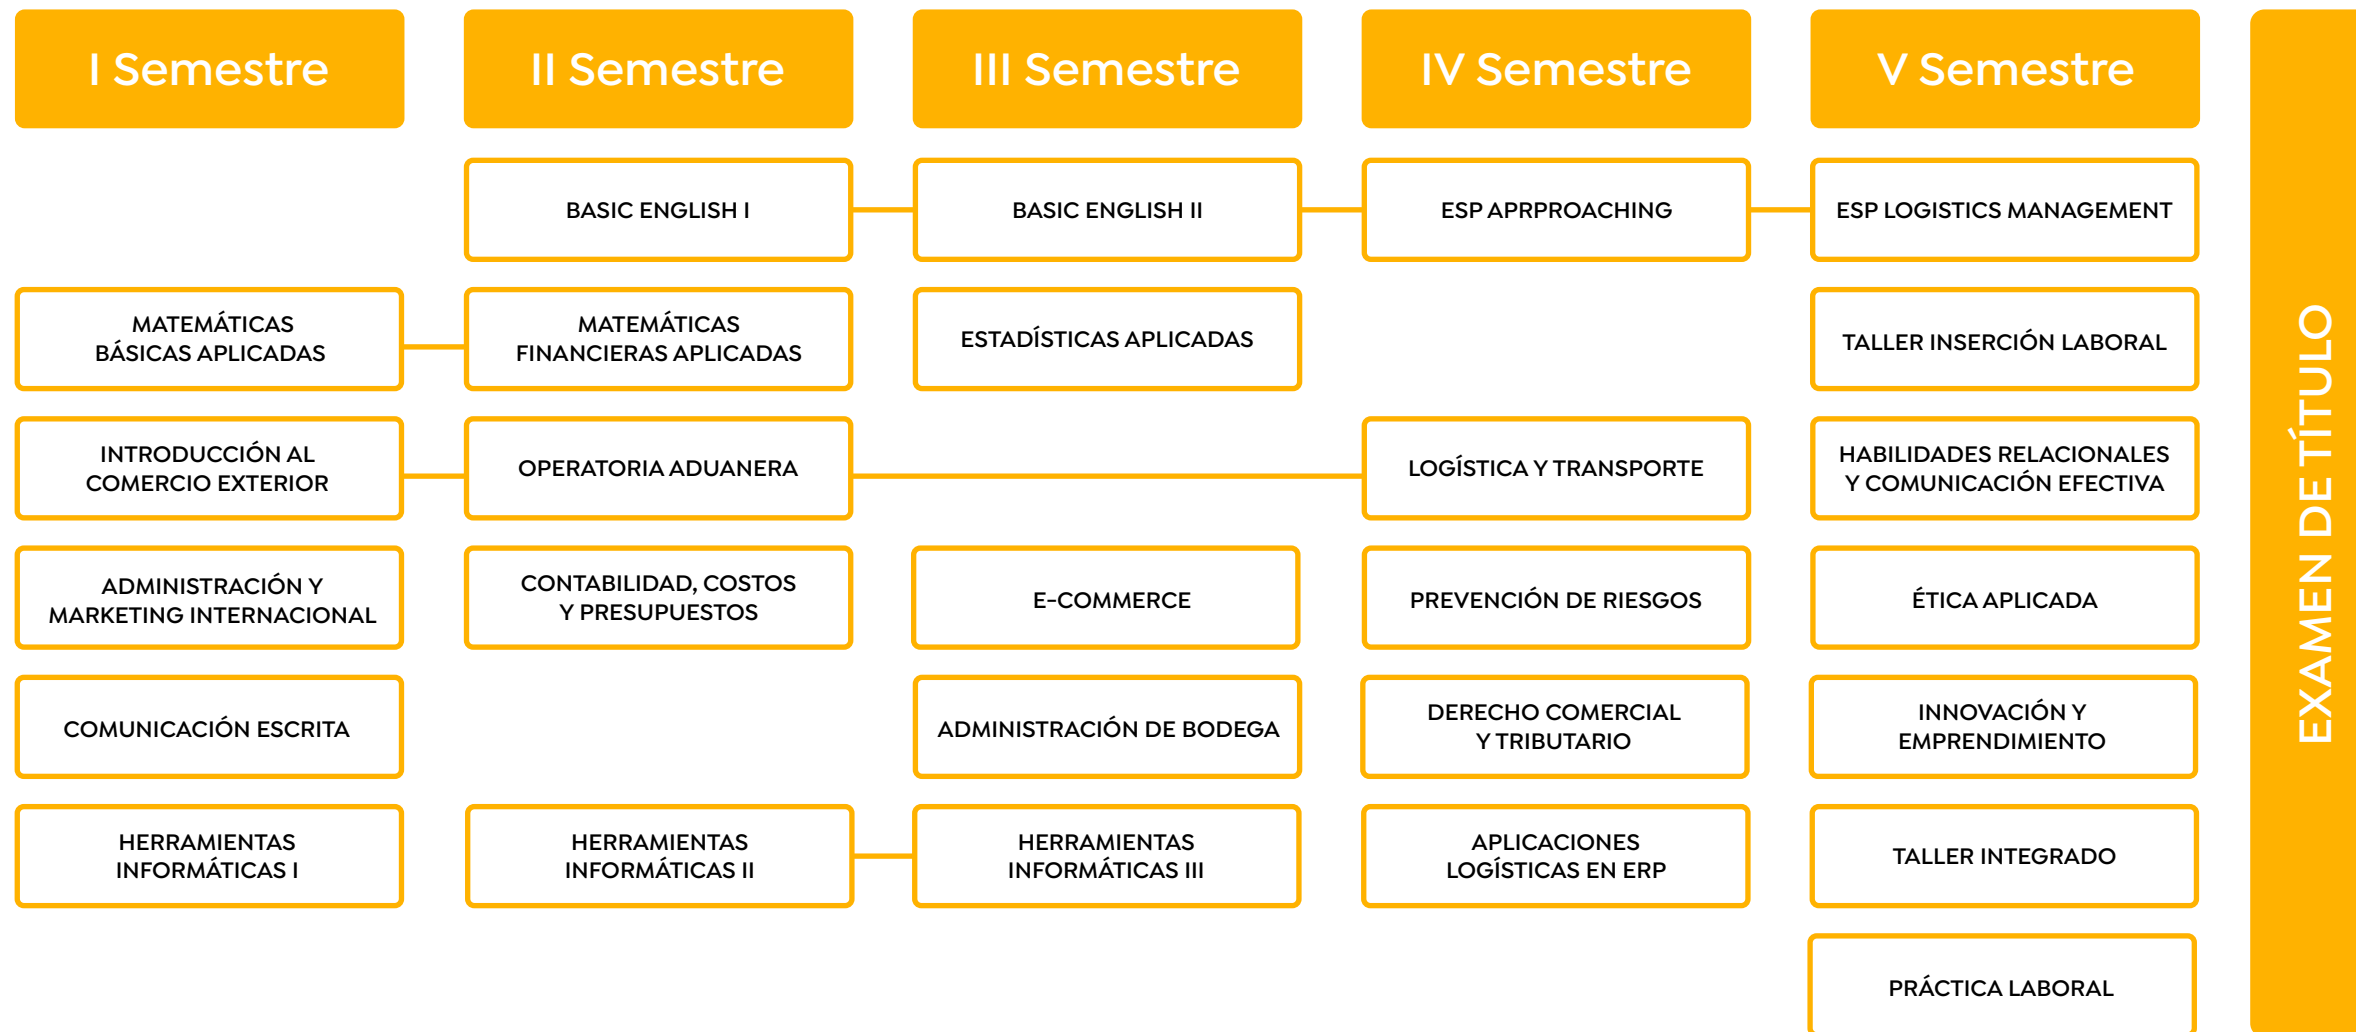 I Semestre
II Semestre
III Semestre
IV Semestre
V Semestre
BASIC ENGLISH I
BASIC ENGLISH II
ESP APRPROACHING
ESP LOGISTICS MANAGEMENT
MATEMÁTICAS
BÁSICAS APLICADAS
MATEMÁTICAS
FINANCIERAS APLICADAS
ESTADÍSTICAS APLICADAS
TALLER INSERCIÓN LABORAL
INTRODUCCIÓN AL
COMERCIO EXTERIOR
OPERATORIA ADUANERA
LOGÍSTICA Y TRANSPORTE
HABILIDADES RELACIONALES
Y COMUNICACIÓN EFECTIVA
ADMINISTRACIÓN Y
MARKETING INTERNACIONAL
CONTABILIDAD, COSTOS
Y PRESUPUESTOS
E-COMMERCE
PREVENCIÓN DE RIESGOS
ÉTICA APLICADA
COMUNICACIÓN ESCRITA
ADMINISTRACIÓN DE BODEGA
DERECHO COMERCIAL
Y TRIBUTARIO
INNOVACIÓN Y
EMPRENDIMIENTO
HERRAMIENTAS
INFORMÁTICAS I
HERRAMIENTAS
INFORMÁTICAS II
HERRAMIENTAS
INFORMÁTICAS III
APLICACIONES
LOGÍSTICAS EN ERP
TALLER INTEGRADO
PRÁCTICA LABORAL
EXAMEN DE TÍTULO